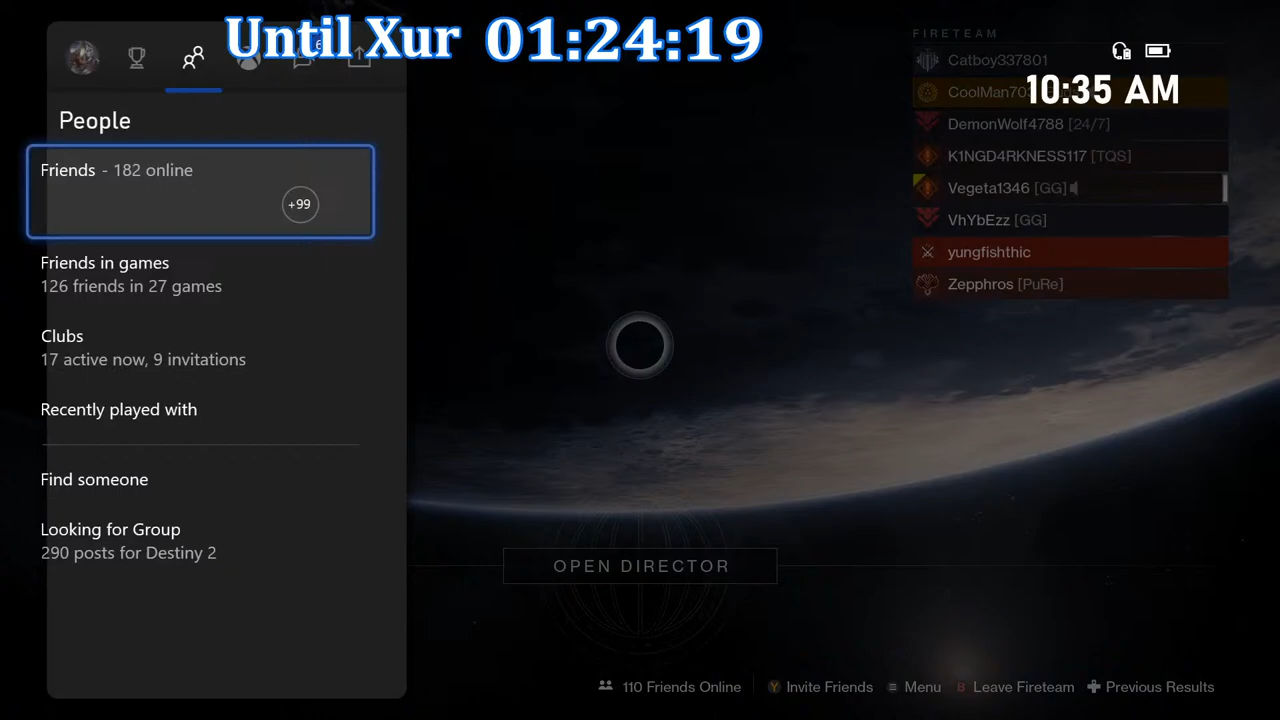 Until Xur 01:24:19
10:35 AM
People
Friends - 182 online
+99
Friends in games
126 friends in 27 games
Clubs
17 active now, 9 invitations
Recently played with
Find someone
Looking for Group
290 posts for Destiny 2
FIRETEAM
Catboy337801
DemonWolf4788 [24/7]
K1NGD4RKNESS117 [TQS]
Vegeta1346 [GG]
VhYbEzz [GG]
yungfishthic
Zepphros [PuRe]
OPEN DIRECTOR
110 Friends Online Y Invite Friends Menu B Leave Fireteam Previous Results